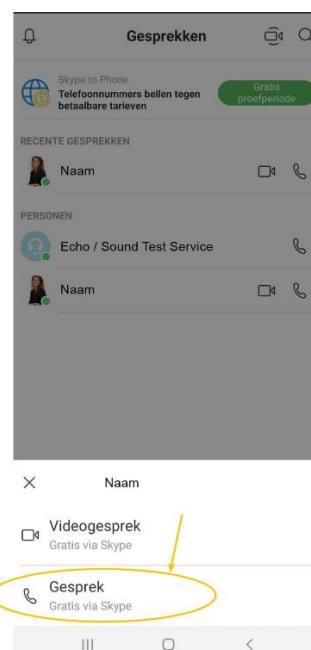 Gesprekken
Skype to Phone
Telefoonnummers bellen tegen
betaalbare tarieven
Gratis
proefperiode
RECENTE GESPREKKEN
Naam
PERSONEN
Echo / Sound Test Service
Naam
Naam
Videogesprek
Gratis via Skype
Gesprek
Gratis via Skype